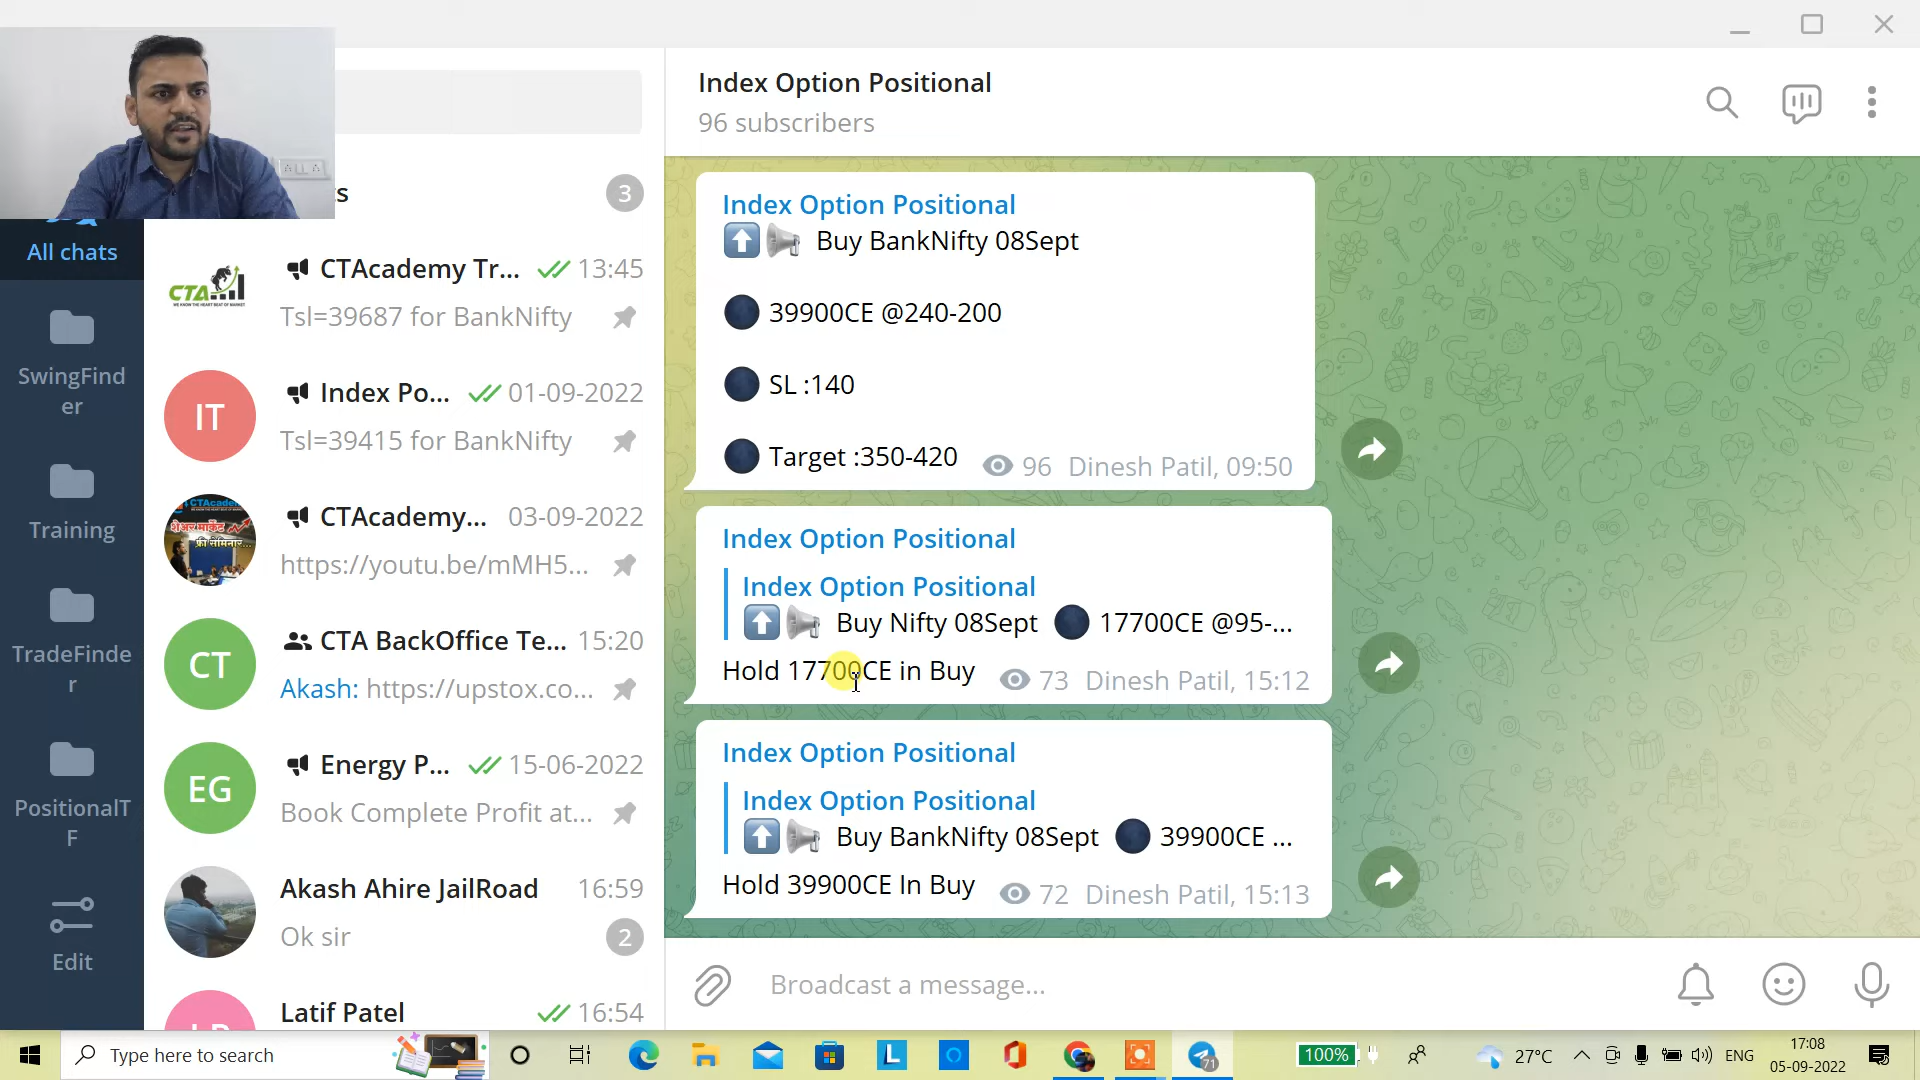 Index Option Positional
96 subscribers
ts
3
All chats
SwingFind
er
Training
TradeFinde
r
PositionalT
F
Edit
CTA
CTAcademy Tr... 13:45
Tsl=39687 for BankNifty
IT
Index Po... 01-09-2022
Tsl=39415 for BankNifty
CTAcademy... 03-09-2022
https://youtu.be/mMH5...
CT
CTA BackOffice Te... 15:20
Akash: https://upstox.co...
EG
Energy P... 15-06-2022
Book Complete Profit at...
Akash Ahire JailRoad 16:59
Ok sir 2
Latif Patel 16:54
Index Option Positional
Buy BankNifty 08Sept
39900CE @240-200
SL :140
Target :350-420 96 Dinesh Patil, 09:50
Index Option Positional
Index Option Positional
Buy Nifty 08Sept 17700CE @95-...
Hold 17700CE in Buy 73 Dinesh Patil, 15:12
Index Option Positional
Index Option Positional
Buy BankNifty 08Sept 39900CE ...
Hold 39900CE In Buy 72 Dinesh Patil, 15:13
Broadcast a message...
Type here to search
L
71
100%
27°C
ENG
17:08
05-09-2022